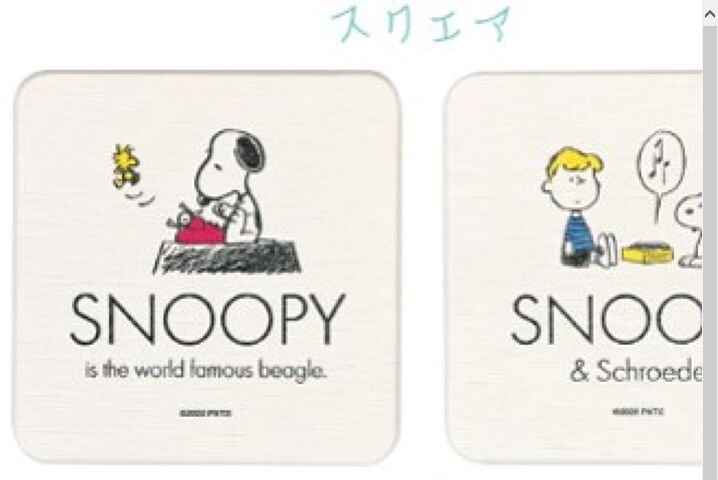 スクエア
SNOOPY
is the world famous beagle.
SNOO
& Schroede